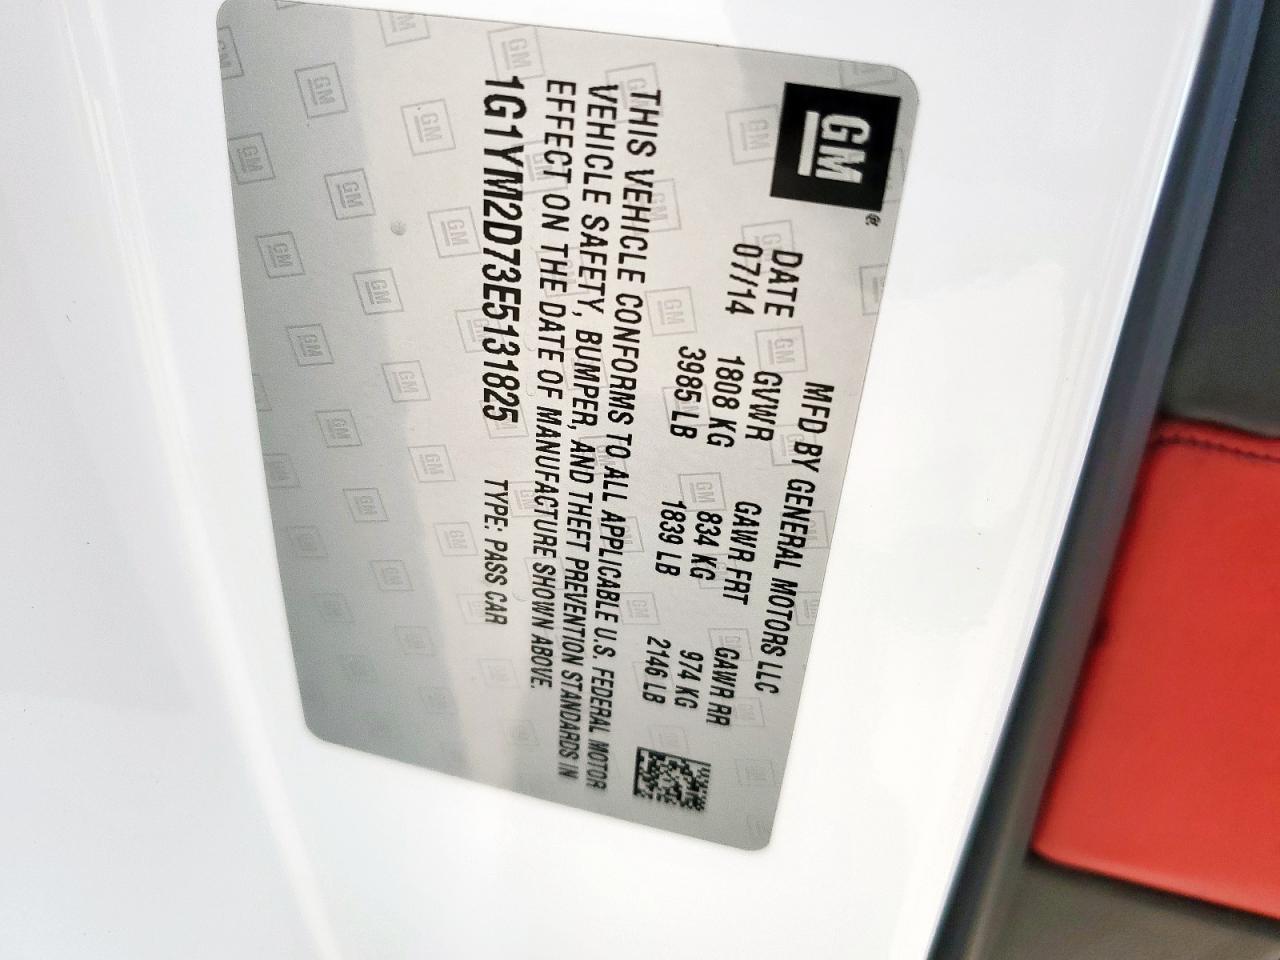 GM
MFD BY GENERAL MOTORS LLC
DATE GVWR GAWR FRT GAWR RR
07/14 1808 KG 834 KG 974 KG
3985 LB 1839 LB 2146 LB
THIS VEHICLE CONFORMS TO ALL APPLICABLE U.S. FEDERAL MOTOR
VEHICLE SAFETY, BUMPER, AND THEFT PREVENTION STANDARDS IN
EFFECT ON THE DATE OF MANUFACTURE SHOWN ABOVE.
1G1YM2D73E5131825 TYPE: PASS CAR